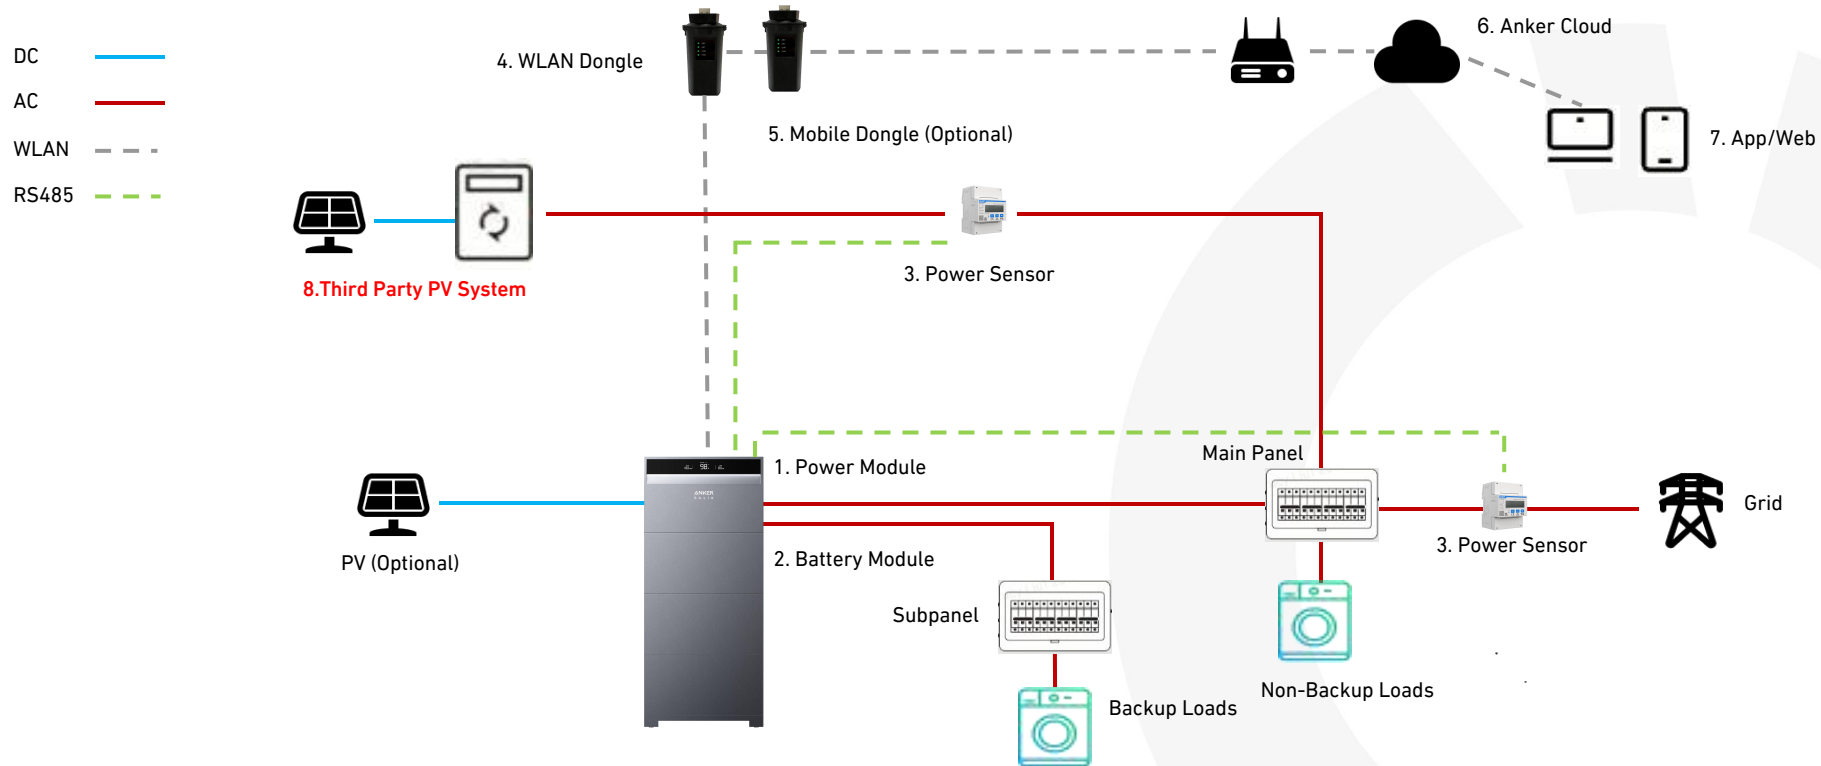 DC
AC
WLAN
RS485
4. WLAN Dongle
5. Mobile Dongle (Optional)
6. Anker Cloud
7. App/Web
8.Third Party PV System
3. Power Sensor
PV (Optional)
ANKER
SOLIX
1. Power Module
2. Battery Module
Subpanel
Backup Loads
Main Panel
Non-Backup Loads
3. Power Sensor
Grid